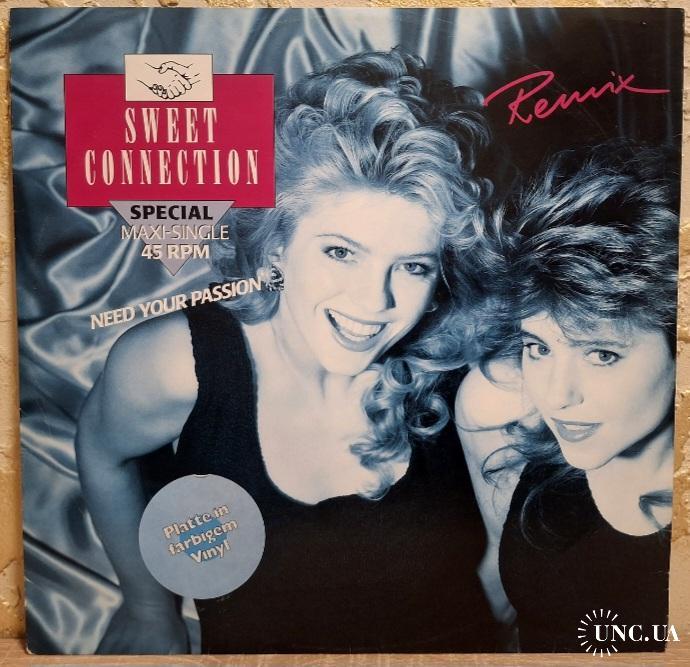 SWEET
CONNECTION
SPECIAL
MAXI-SINGLE
45 RPM
NEED YOUR PASSION
Remix
Platte in
farbigem
Vinyl
UNC.UA